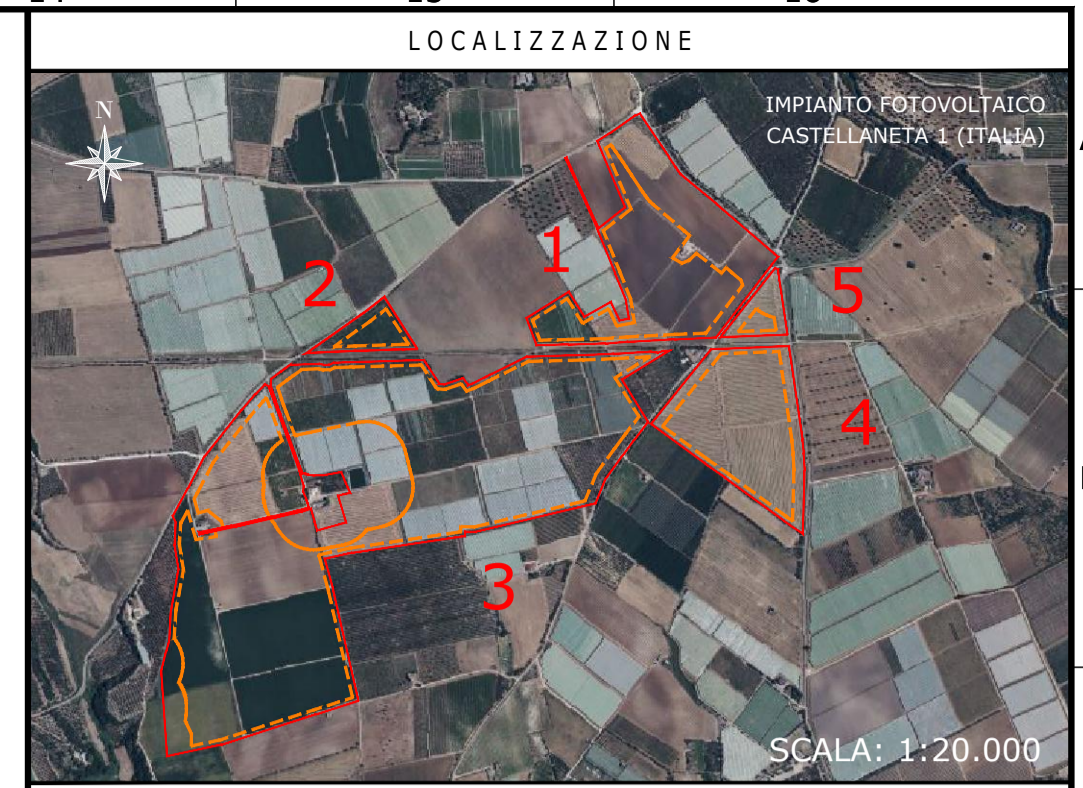 LOCALIZZAZIONE
N
IMPIANTO FOTOVOLTAICO
CASTELLANETA 1 (ITALIA)
1
2
5
4
3
SCALA: 1:20.000